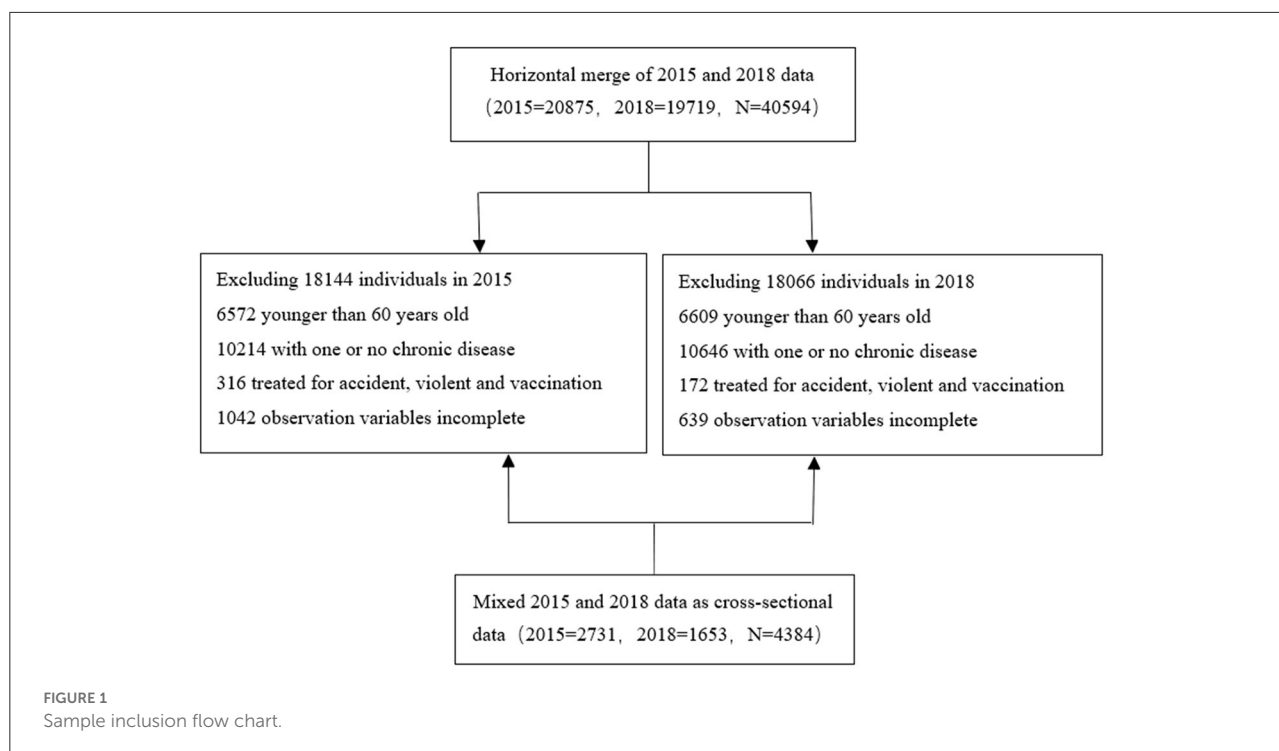 Horizontal merge of 2015 and 2018 data
(2015=20875, 2018=19719, N=40594)
Excluding 18144 individuals in 2015
6572 younger than 60 years old
10214 with one or no chronic disease
316 treated for accident, violent and vaccination
1042 observation variables incomplete
Excluding 18066 individuals in 2018
6609 younger than 60 years old
10646 with one or no chronic disease
172 treated for accident, violent and vaccination
639 observation variables incomplete
Mixed 2015 and 2018 data as cross-sectional
data (2015=2731, 2018=1653, N=4384)
FIGURE 1
Sample inclusion flow chart.